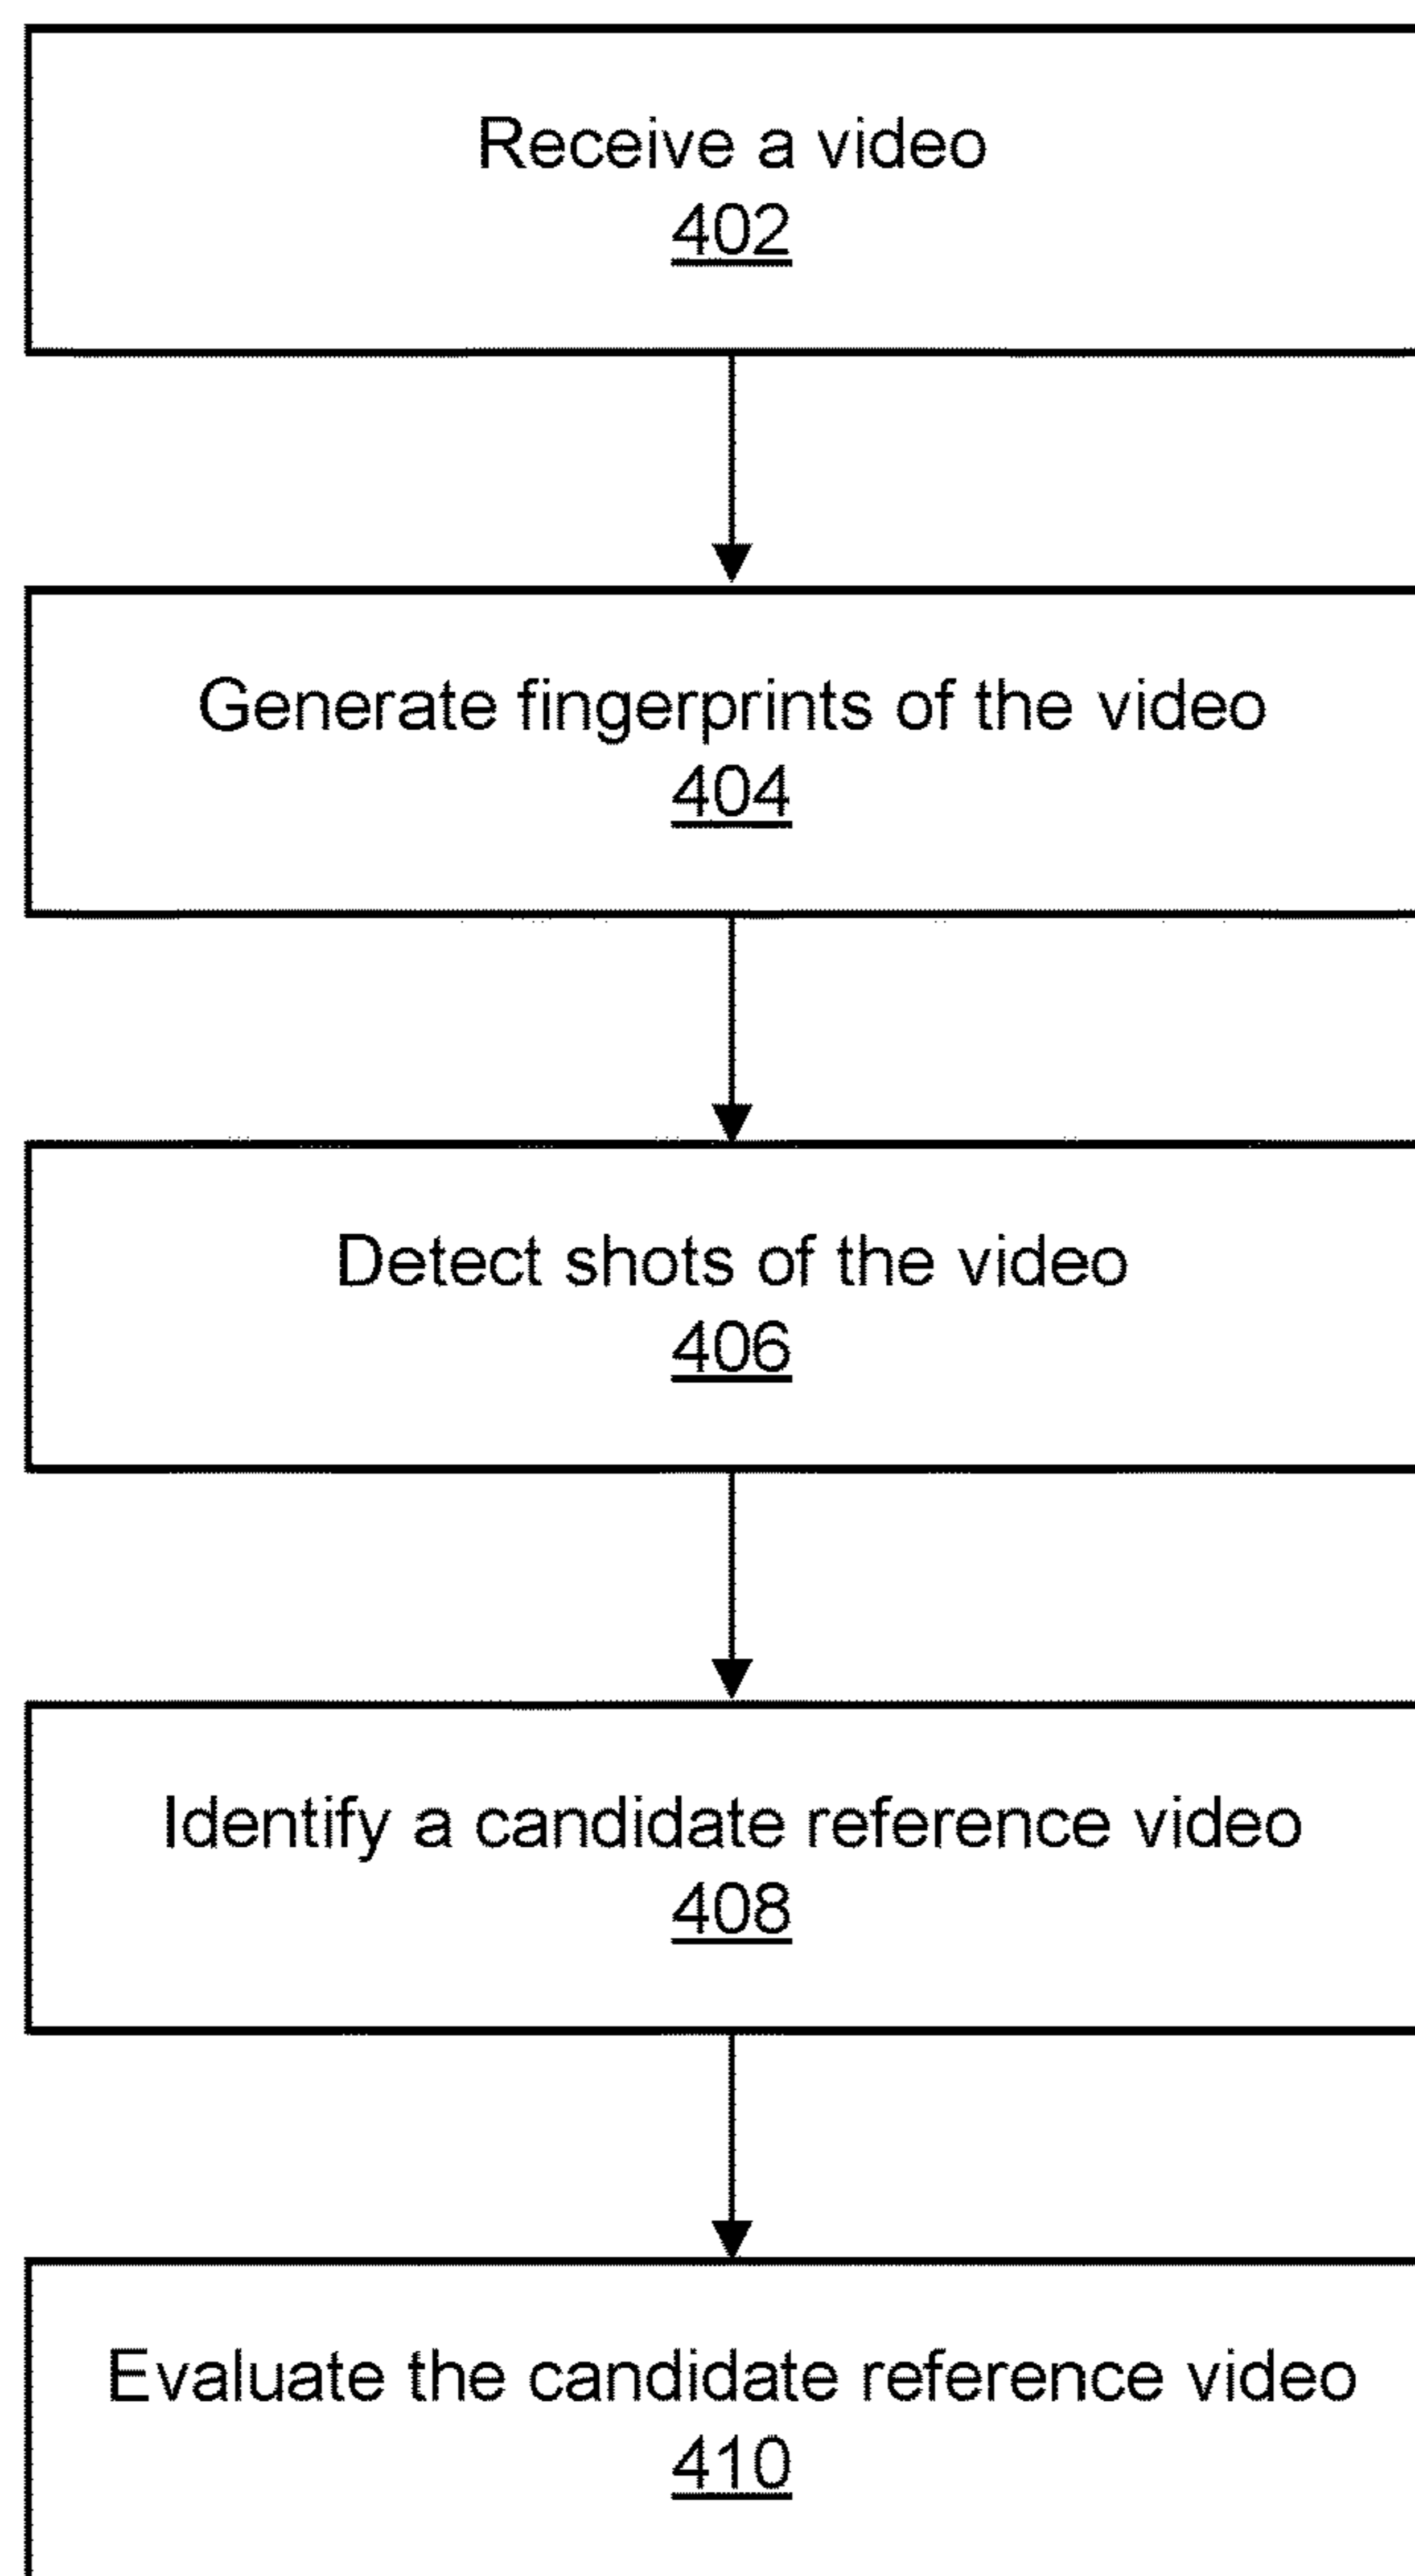 Receive a video
402
Generate fingerprints of the video
404
Detect shots of the video
406
Identify a candidate reference video
408
Evaluate the candidate reference video
410